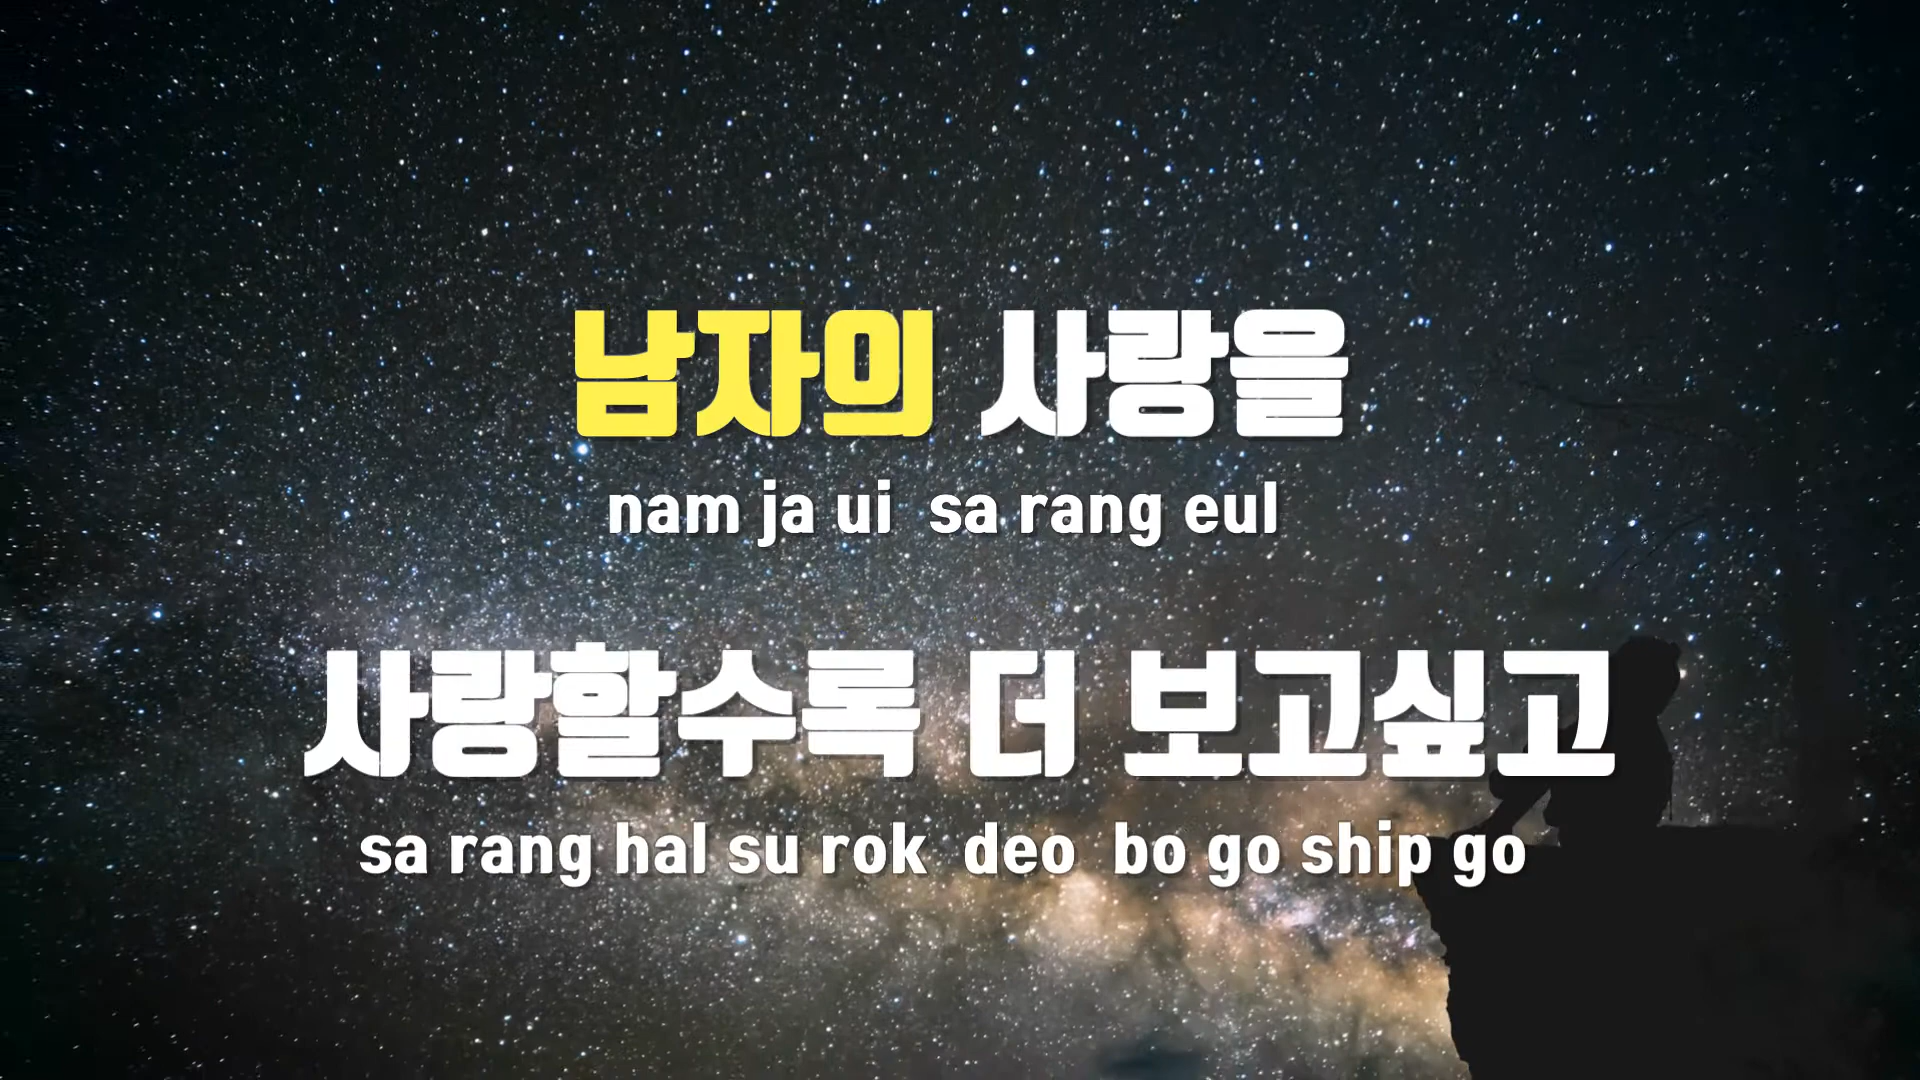 남자의 사랑을
nam ja ui sa rang eul
사랑할수록 더 보고싶고
sa rang hal su rok deo bo go ship go